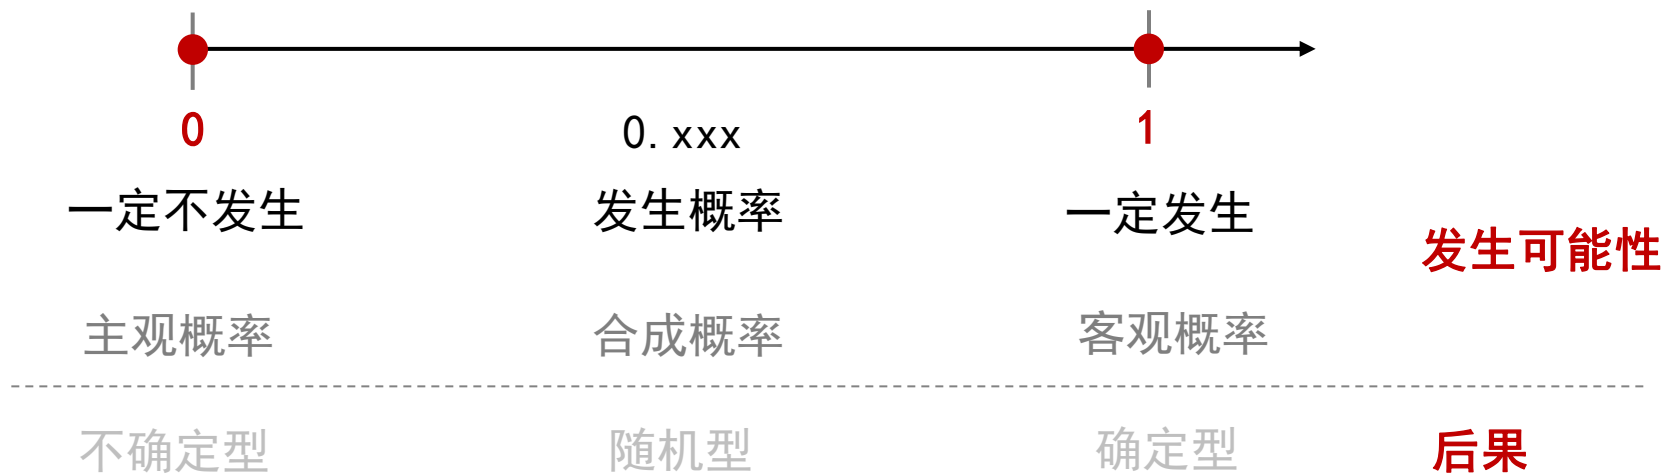 0 0.xxx 1
一定不发生 发生概率 一定发生
发生可能性
主观概率 合成概率 客观概率
不确定型 随机型 确定型 后果